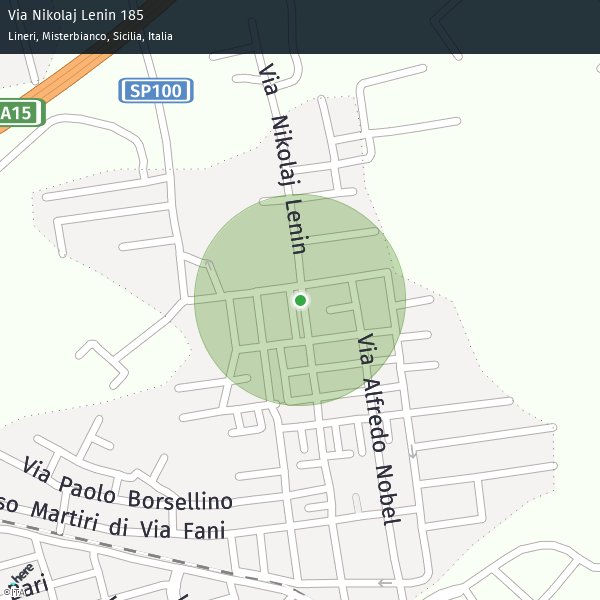 Via Nikolaj Lenin 185
Lineri, Misterbianco, Sicilia, Italia
SP100
A15
Via Nikolaj Lenin
Via Alfredo Nobel
Via Paolo Borsellino
so Martiri di Via Fani
here
ari